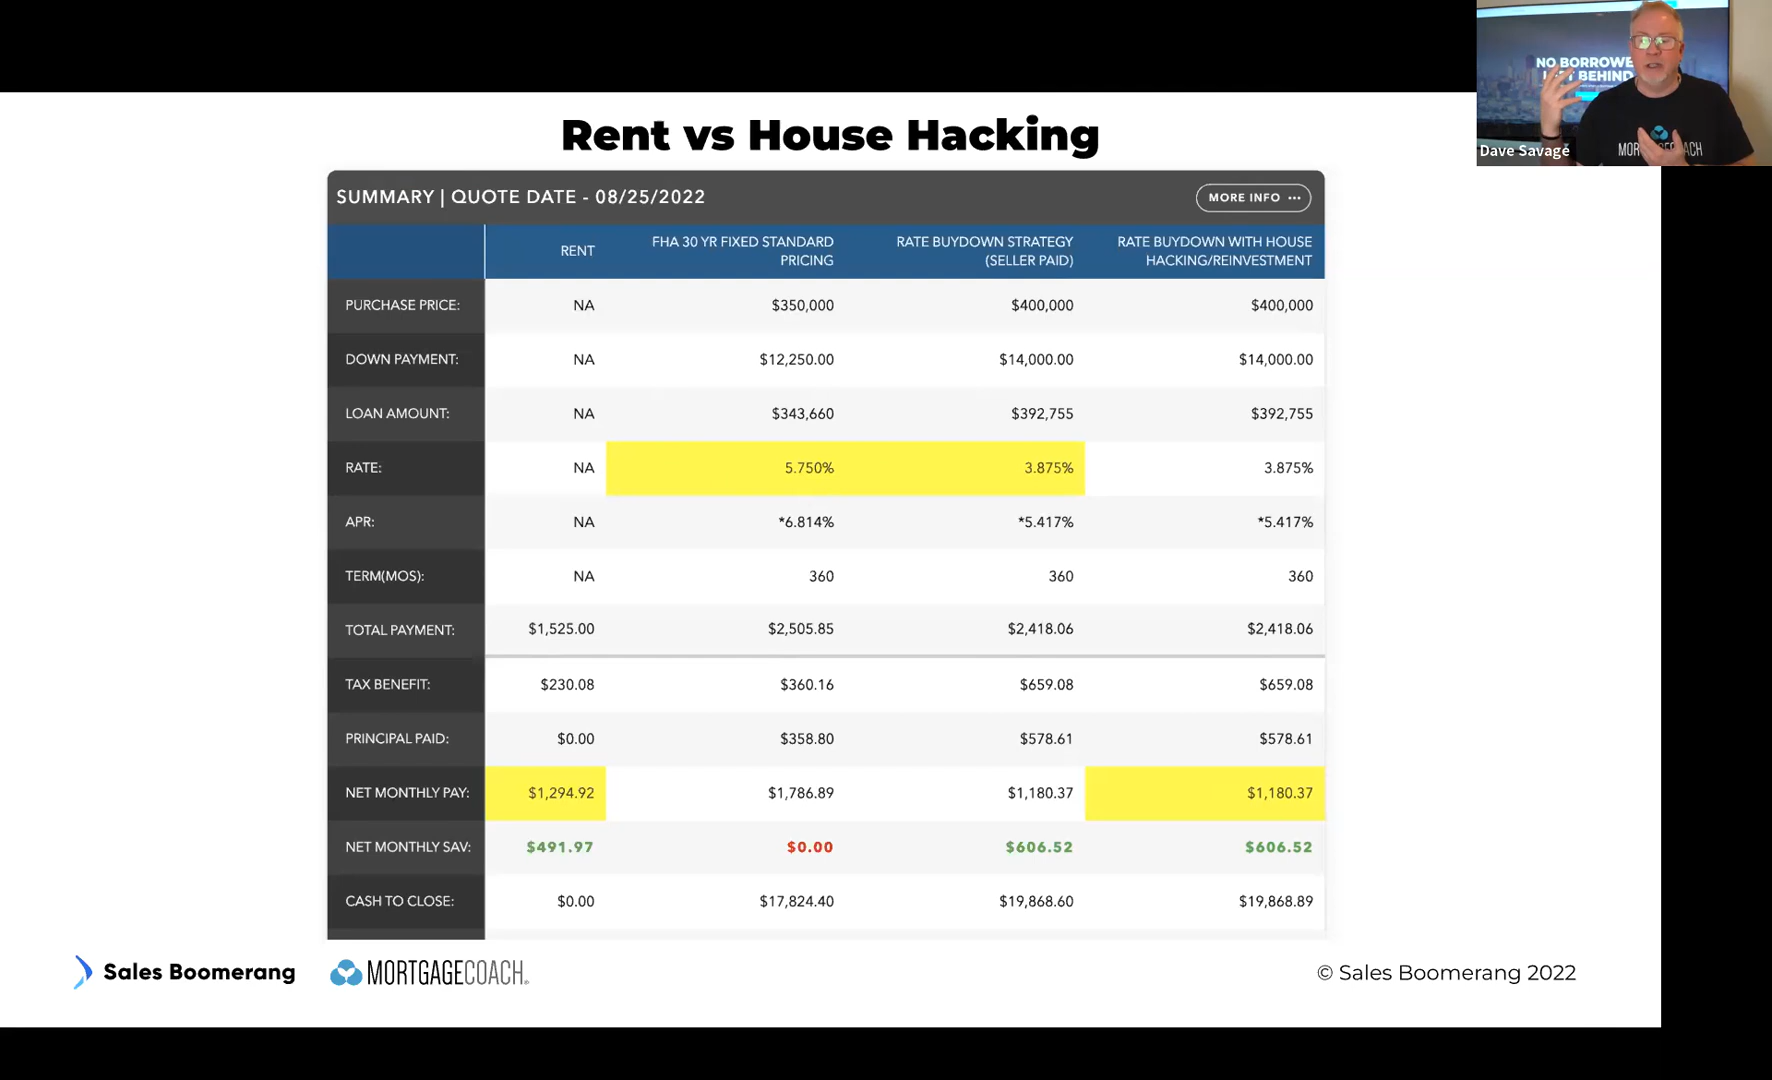 NO BORROWE
BEHIND
MOR
COACH
Dave Savage
Rent vs House Hacking
SUMMARY | QUOTE DATE - 08/25/2022
MORE INFO •••
RENT
FHA 30 YR FIXED STANDARD PRICING
RATE BUYDOWN STRATEGY (SELLER PAID)
RATE BUYDOWN WITH HOUSE HACKING/REINVESTMENT
PURCHASE PRICE: NA $350,000 $400,000 $400,000
DOWN PAYMENT: NA $12,250.00 $14,000.00 $14,000.00
LOAN AMOUNT: NA $343,660 $392,755 $392,755
RATE: NA 5.750% 3.875% 3.875%
APR: NA *6.814% *5.417% *5.417%
TERM(MOS): NA 360 360 360
TOTAL PAYMENT: $1,525.00 $2,505.85 $2,418.06 $2,418.06
TAX BENEFIT: $230.08 $360.16 $659.08 $659.08
PRINCIPAL PAID: $0.00 $358.80 $578.61 $578.61
NET MONTHLY PAY: $1,294.92 $1,786.89 $1,180.37 $1,180.37
NET MONTHLY SAV: $491.97 $0.00 $606.52 $606.52
CASH TO CLOSE: $0.00 $17,824.40 $19,868.60 $19,868.89
Sales Boomerang
MORTGAGECOACH
© Sales Boomerang 2022